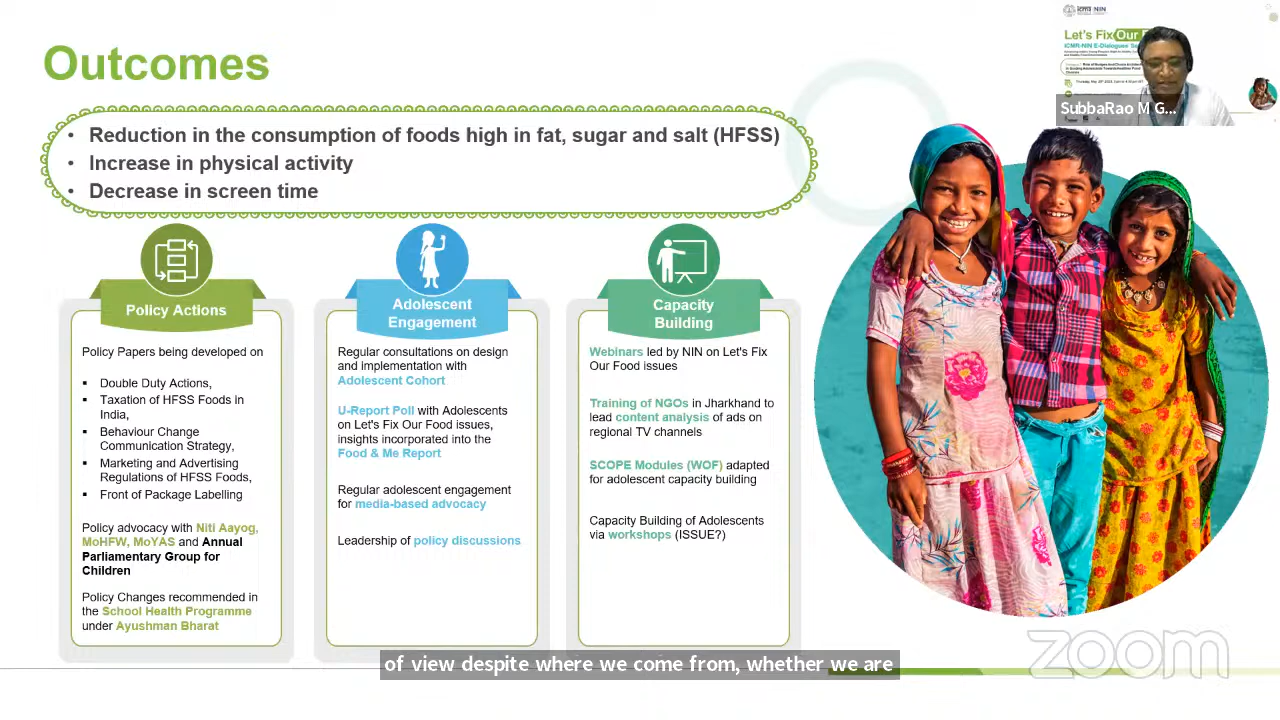 Outcomes
• Reduction in the consumption of foods high in fat, sugar and salt (HFSS)
• Increase in physical activity
• Decrease in screen time
Policy Actions
Policy Papers being developed on
▪ Double Duty Actions,
▪ Taxation of HFSS Foods in
India,
▪ Behaviour Change
Communication Strategy,
▪ Marketing and Advertising
Regulations of HFSS Foods,
▪ Front of Package Labelling
Policy advocacy with Niti Aayog,
MoHFW, MoYAS and Annual
Parliamentary Group for
Children
Policy Changes recommended in
the School Health Programme
under Ayushman Bharat
Adolescent
Engagement
Regular consultations on design
and implementation with
Adolescent Cohort
U-Report Poll with Adolescents
on Let's Fix Our Food issues,
insights incorporated into the
Food & Me Report
Regular adolescent engagement
for media-based advocacy
Leadership of policy discussions
Capacity
Building
Webinars led by NIN on Let's Fix
Our Food issues
Training of NGOs in Jharkhand to
lead content analysis of ads on
regional TV channels
SCOPE Modules (WOF) adapted
for adolescent capacity building
Capacity Building of Adolescents
via workshops (ISSUE?)
Let's Fix Our
ICMR-NIN E-Dialogues
SubbaRao M G...
zoom
of view despite where we come from, whether we are